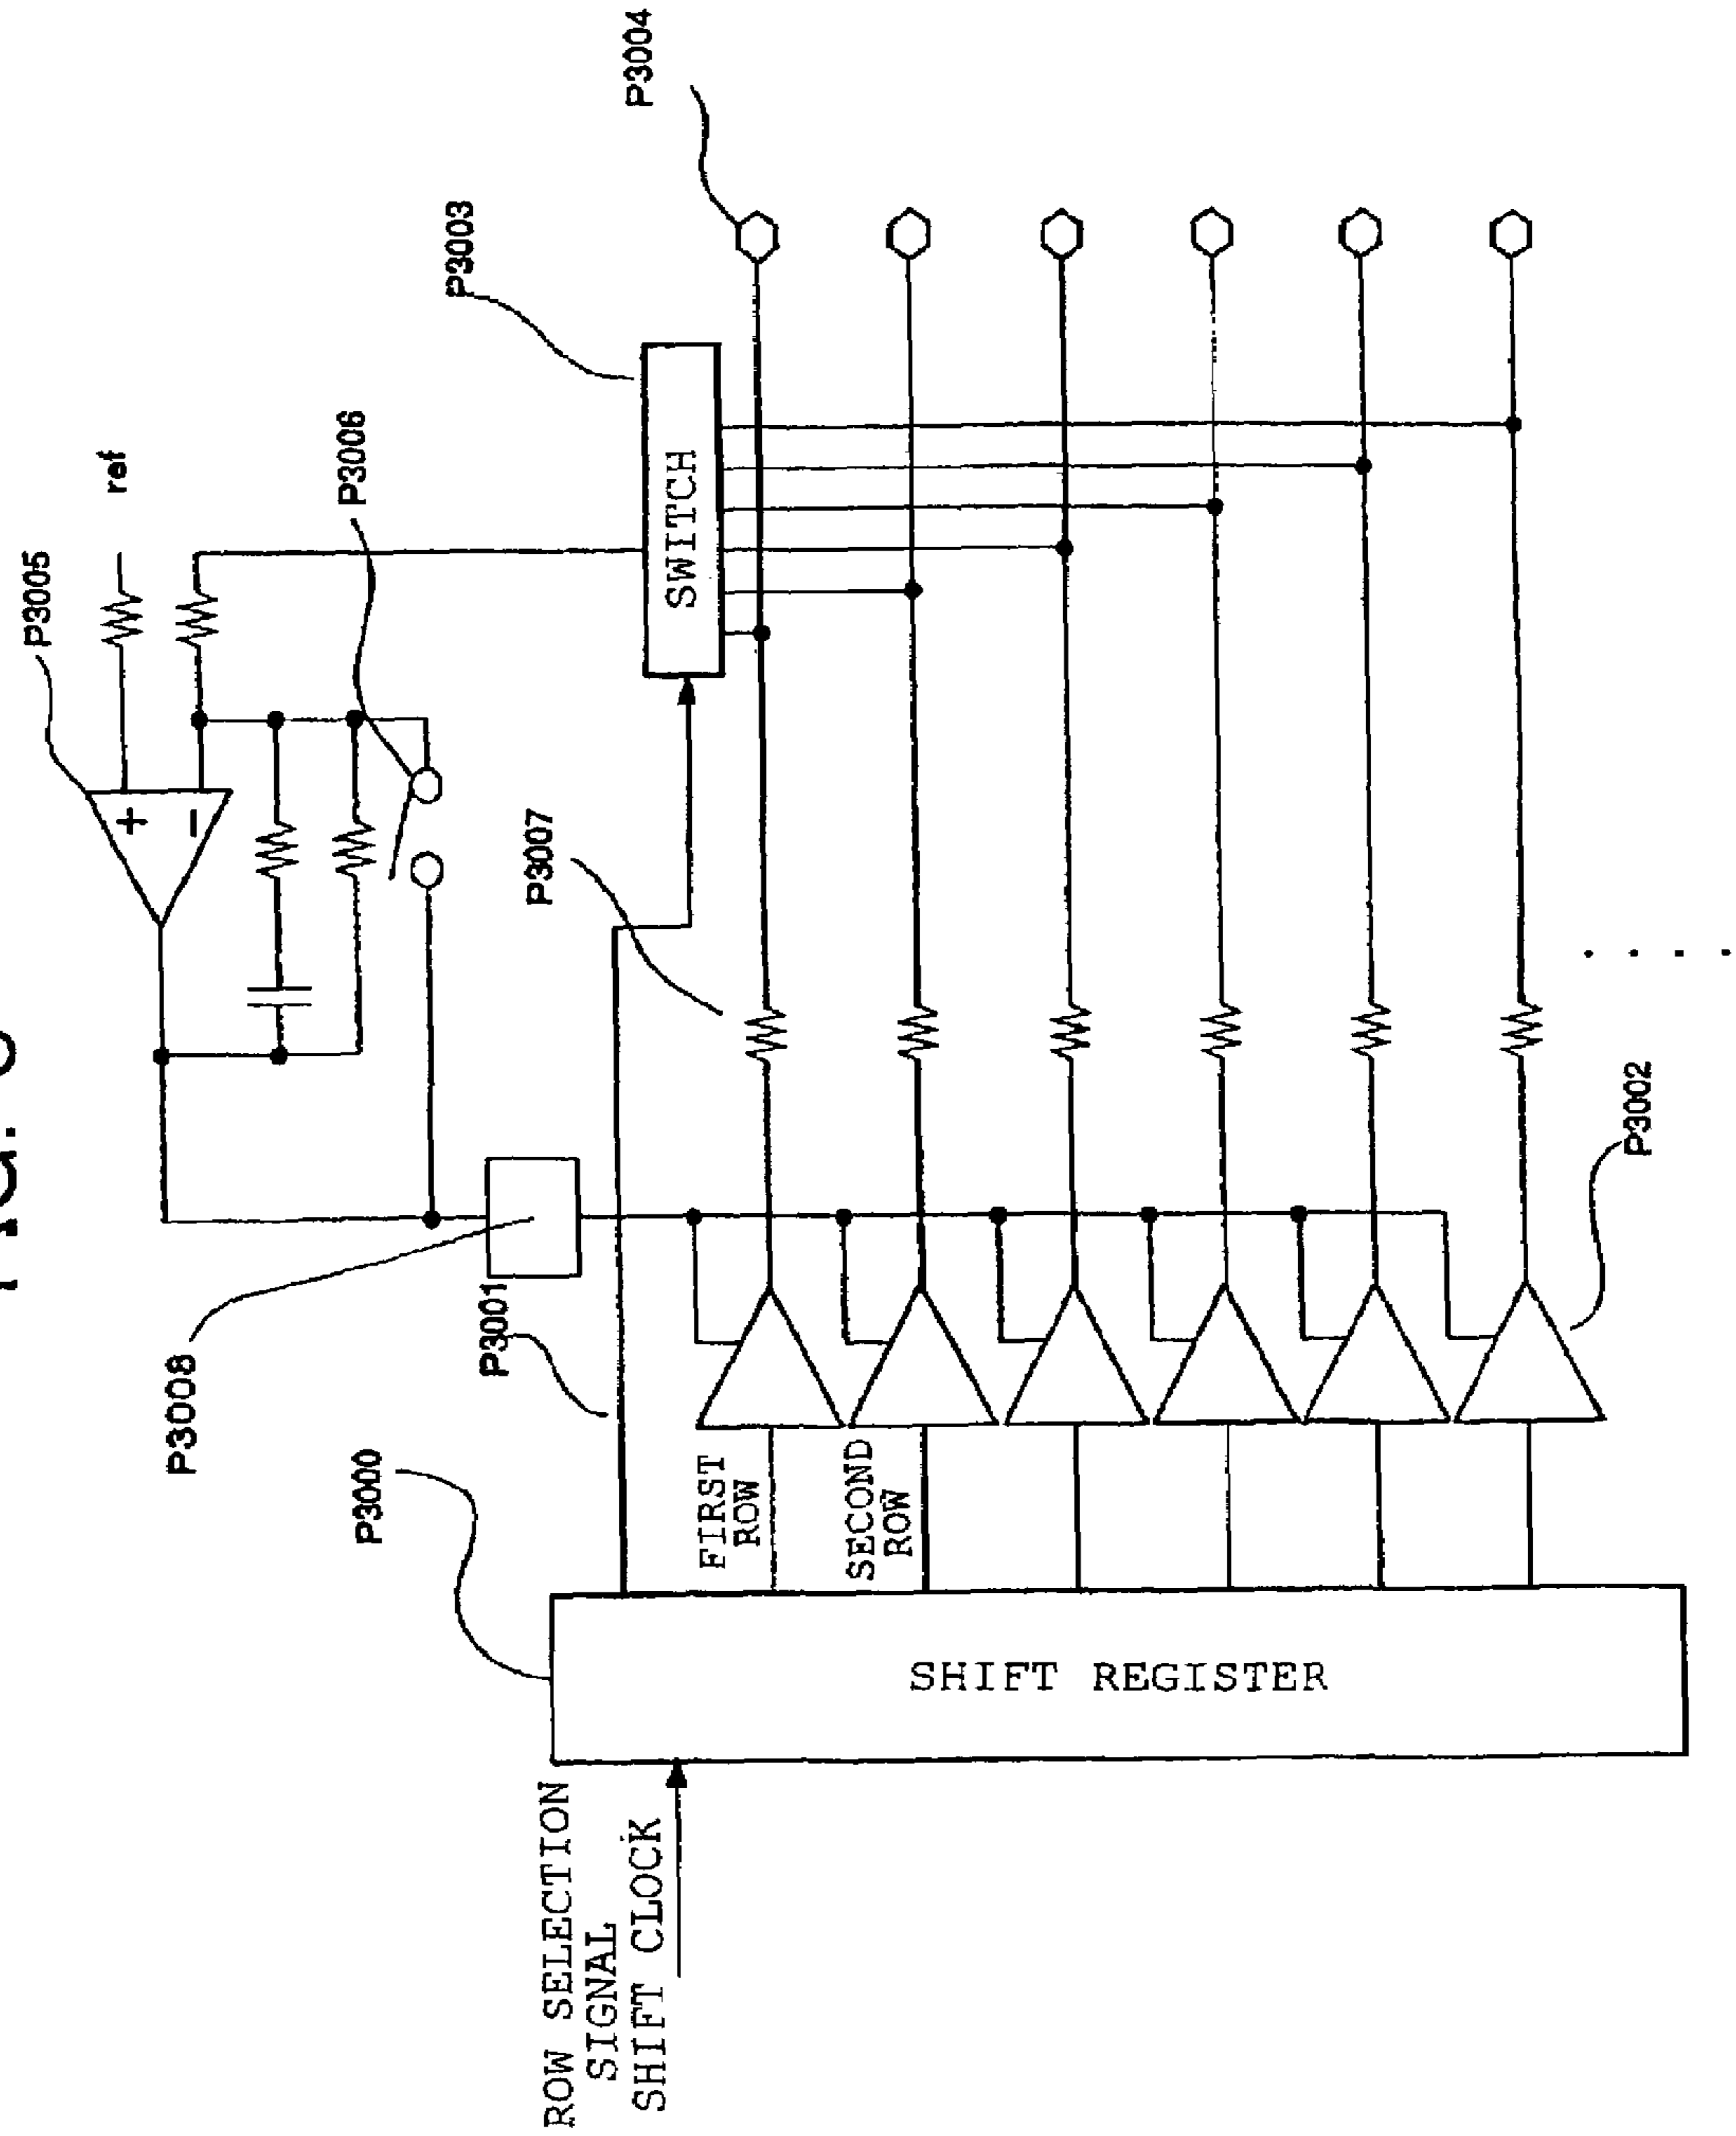 P3005
ref
P3006
P3003
P3004
+
−
P3007
SWITCH
P3008
P3001
P3000
FIRST
ROW
SECOND
ROW
P3002
SHIFT REGISTER
ROW SELECTION
SIGNAL
SHIFT CLOCK
. . . .